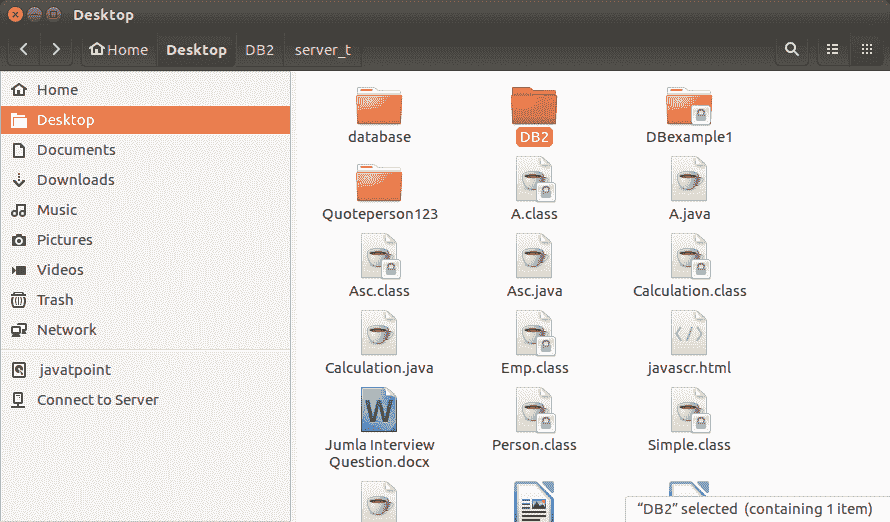 Desktop
Home
Desktop
DB2
server_t
Home
Desktop
Documents
Downloads
Music
Pictures
Videos
Trash
Network
javatpoint
Connect to Server
database
DB2
DBexample1
Quoteperson123
A.class
A.java
Asc.class
Asc.java
Calculation.class
Calculation.java
Emp.class
javascr.html
W
Jumla Interview
Question.docx
Person.class
Simple.class
“DB2” selected (containing 1 item)